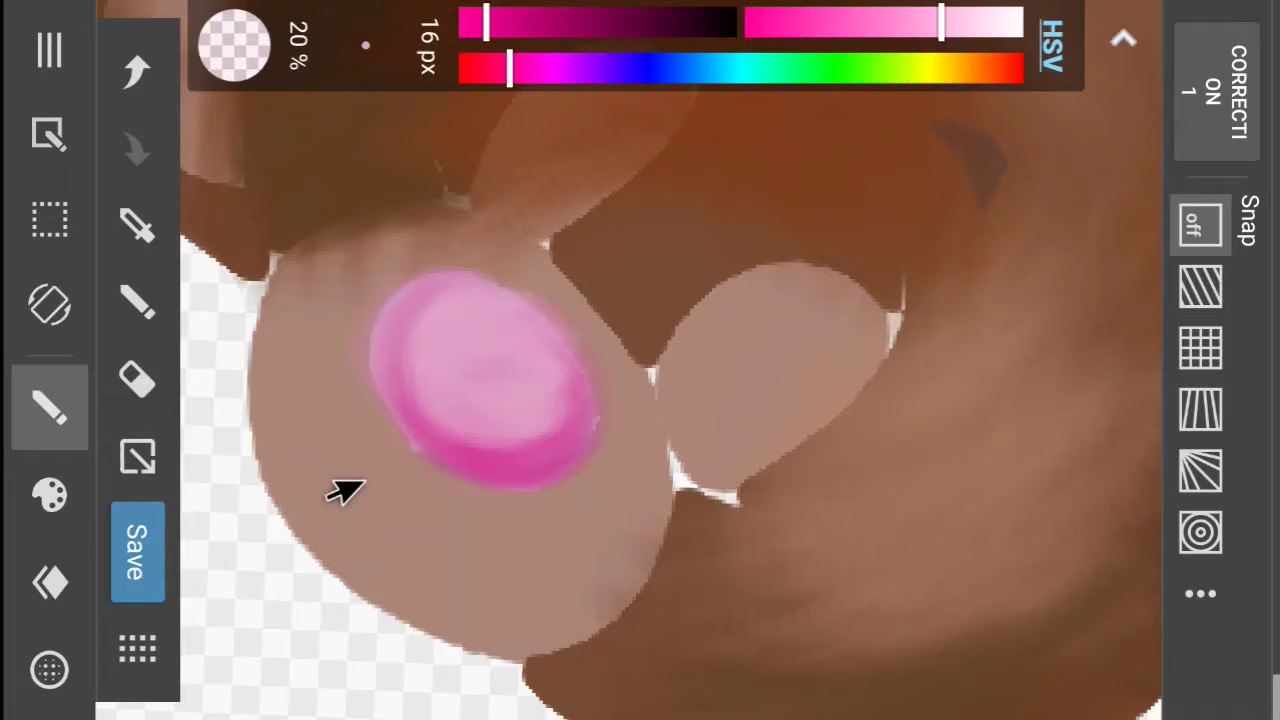 CORRECTI
ON
1
Snap
off
HSV
16 px
20 %
Save